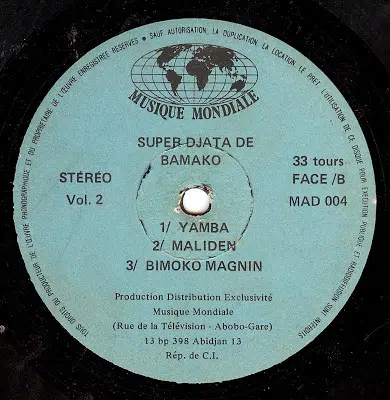 TOUS DROITS DU PRODUCTEUR DE L'ŒUVRE PHONOGRAPHIQUE ET DU PROPRIETAIRE DE L'ŒUVRE ENREGISTREE RESERVES • SAUF AUTORISATION, LA DUPLICATION, LA LOCATION, LE PRET, L'UTILISATION DE CE DISQUE POUR EXECUTION PUBLIQUE ET RADIODIFFUSION SONT INTERDITS
MUSIQUE MONDIALE
SUPER DJATA DE
BAMAKO
STÉRÉO
Vol. 2
33 tours
FACE /B
MAD 004
1/ YAMBA
2/ MALIDEN
3/ BIMOKO MAGNIN
Production Distribution Exclusivité
Musique Mondiale
(Rue de la Télévision - Abobo-Gare)
13 bp 398 Abidjan 13
Rép. de C.I.